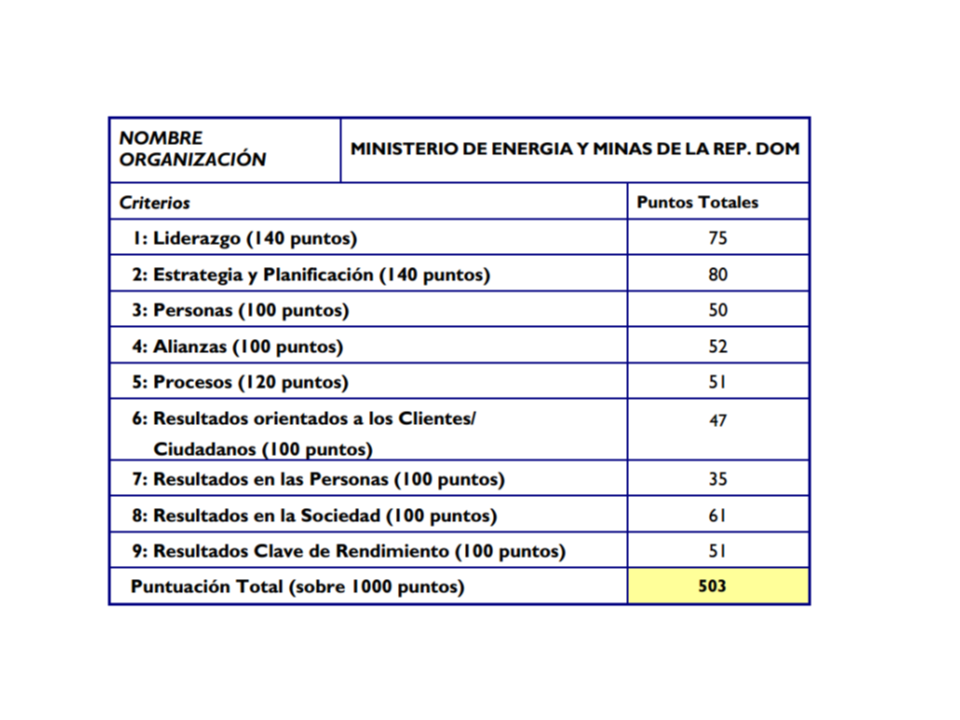 NOMBRE
ORGANIZACIÓN
MINISTERIO DE ENERGIA Y MINAS DE LA REP. DOM
Criterios Puntos Totales
1: Liderazgo (140 puntos) 75
2: Estrategia y Planificación (140 puntos) 80
3: Personas (100 puntos) 50
4: Alianzas (100 puntos) 52
5: Procesos (120 puntos) 51
6: Resultados orientados a los Clientes/ 47
Ciudadanos (100 puntos)
7: Resultados en las Personas (100 puntos) 35
8: Resultados en la Sociedad (100 puntos) 61
9: Resultados Clave de Rendimiento (100 puntos) 51
Puntuación Total (sobre 1000 puntos) 503